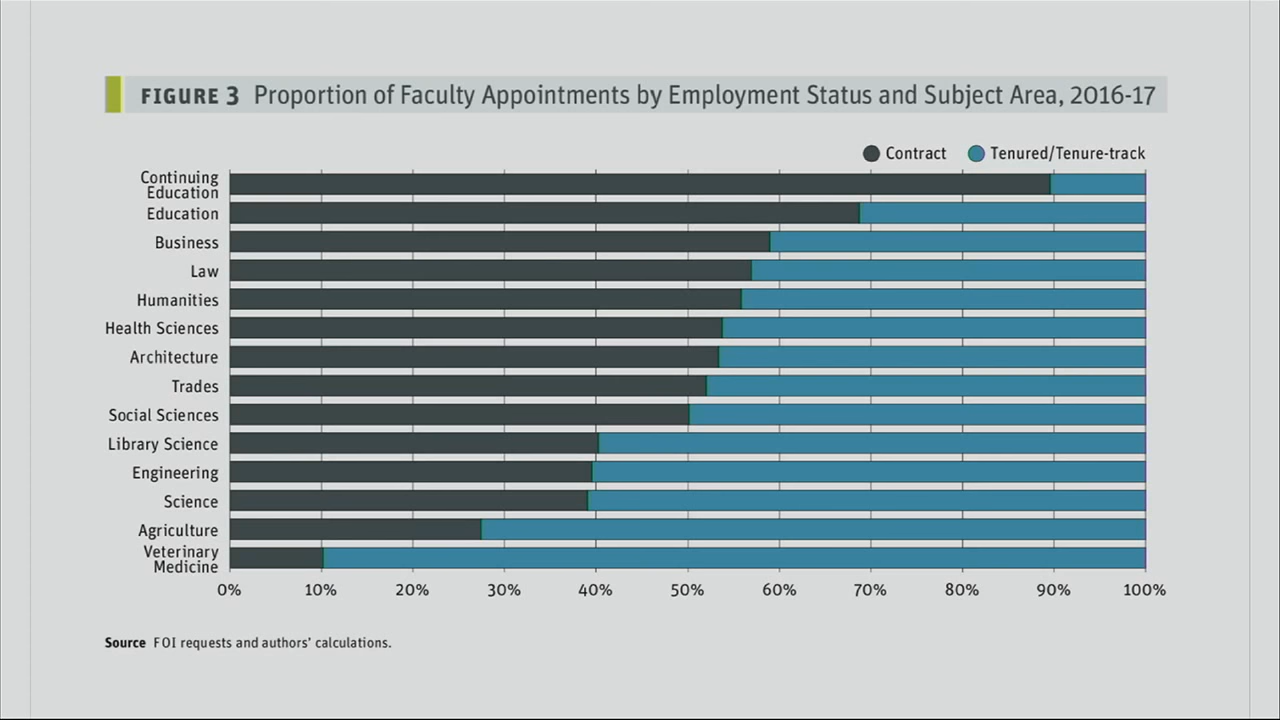 FIGURE 3 Proportion of Faculty Appointments by Employment Status and Subject Area, 2016-17
Contract Tenured/Tenure-track
Continuing
Education
Education
Business
Law
Humanities
Health Sciences
Architecture
Trades
Social Sciences
Library Science
Engineering
Science
Agriculture
Veterinary
Medicine
0% 10% 20% 30% 40% 50% 60% 70% 80% 90% 100%
Source FOI requests and authors’ calculations.